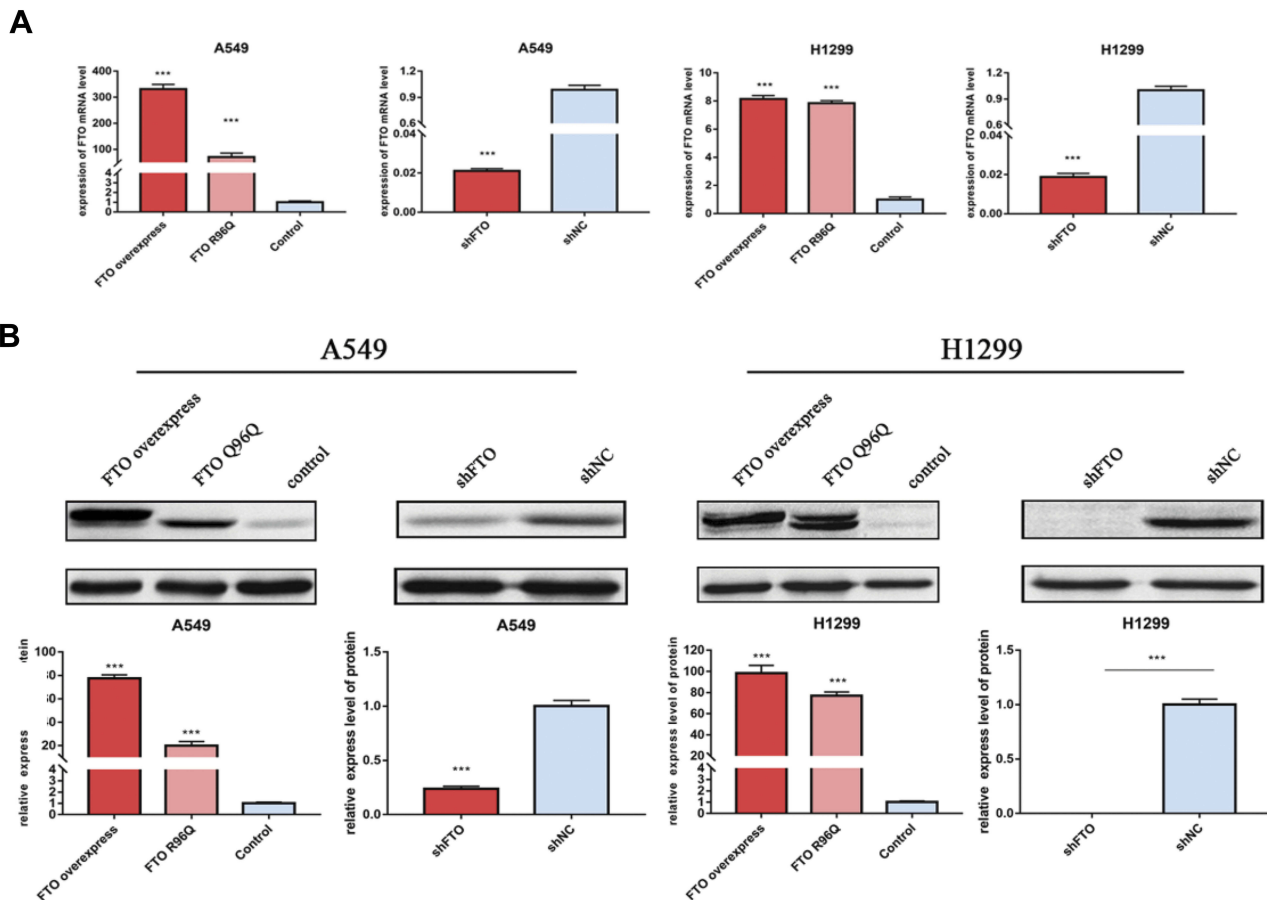 A
A549
expression of FTO mRNA level
400
300
200
100
4
3
2
1
0
***
***
FTO overexpress
FTO R96Q
Control
A549
expression of FTO mRNA level
1.2
0.9
0.6
0.04
0.02
0.00
***
shFTO
shNC
H1299
expression of FTO mRNA level
10
8
6
4
2
0
***
***
FTO overexpress
FTO R96Q
Control
H1299
expression of FTO mRNA level
1.2
0.9
0.6
0.04
0.02
0.00
***
shFTO
shNC
B
A549
FTO overexpress
FTO Q96Q
control
shFTO
shNC
H1299
FTO overexpress
FTO Q96Q
control
shFTO
shNC
A549
relative express
100
20
4
3
2
1
0
***
***
FTO overexpress
FTO R96Q
Control
A549
relative express level of protein
1.5
1.0
0.5
0.0
***
shFTO
shNC
H1299
relative express level of protein
120
100
80
60
40
20
4
3
2
1
0
***
***
FTO overexpress
FTO R96Q
Control
H1299
relative express level of protein
1.5
1.0
0.5
0.0
***
shFTO
shNC